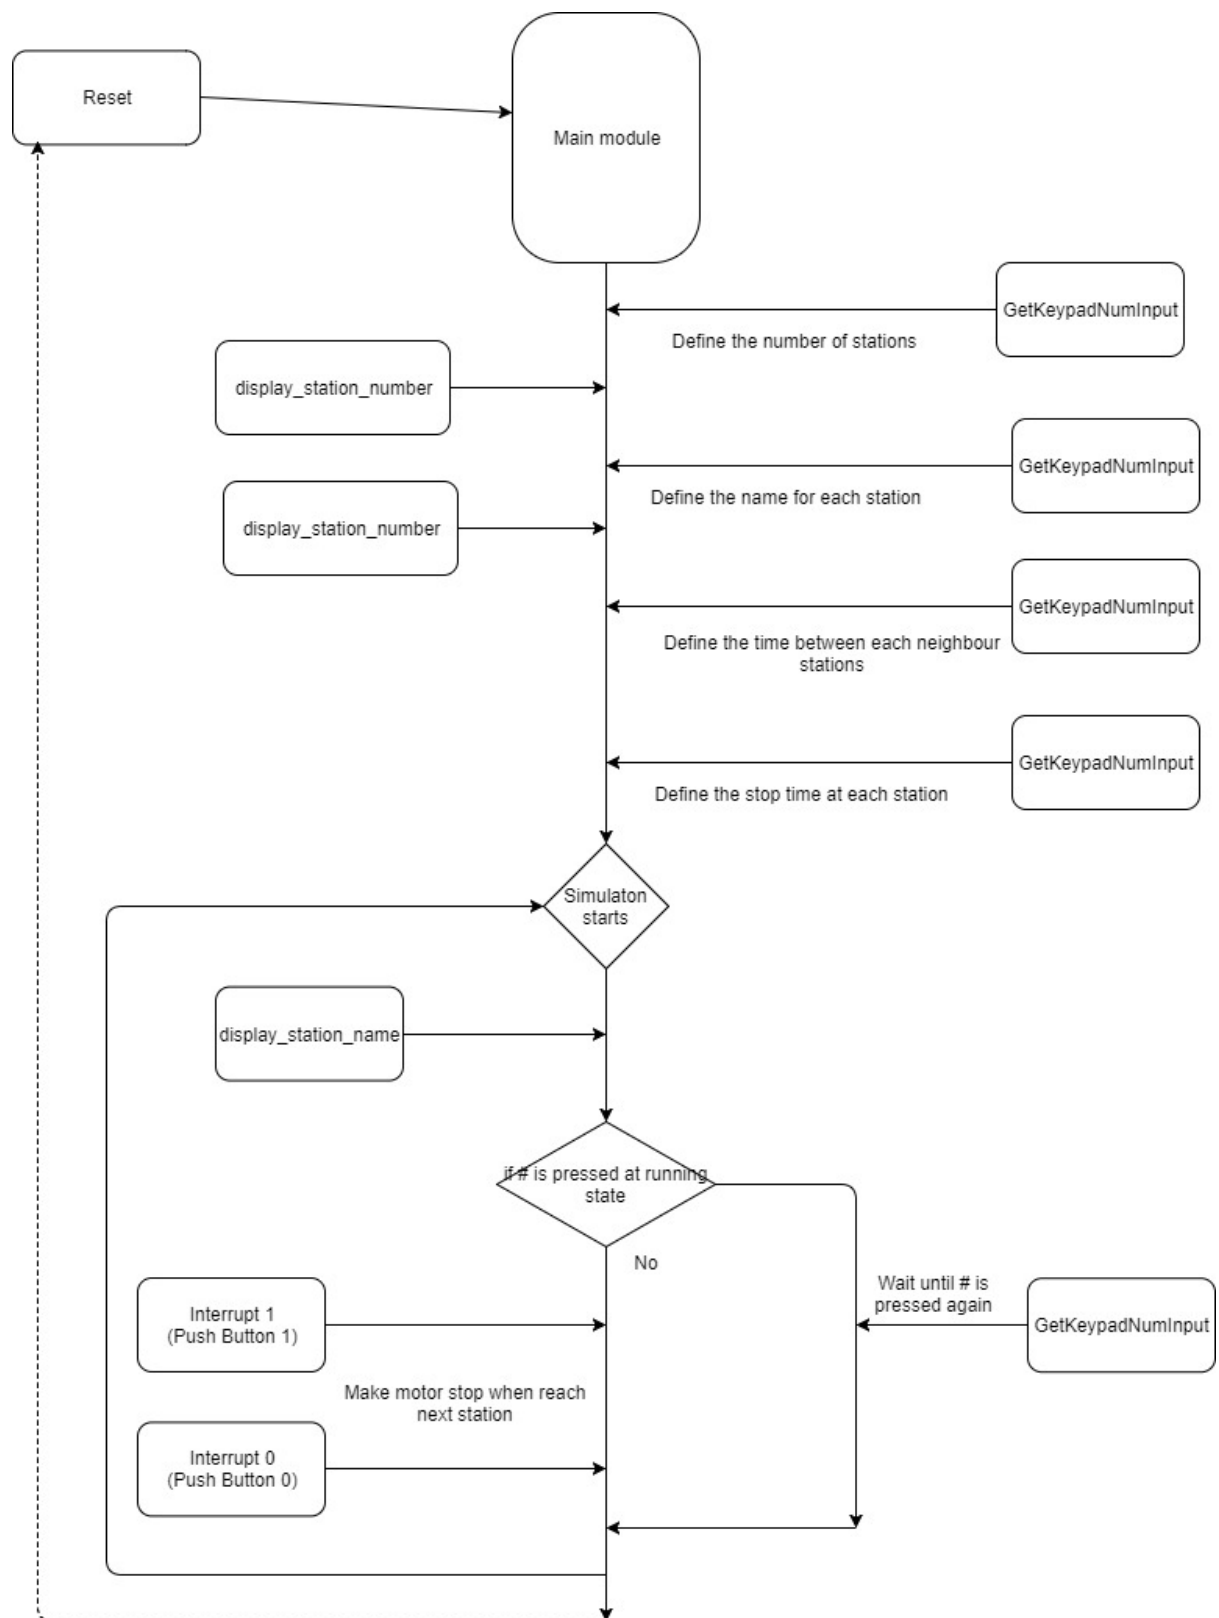 Reset
Main module
GetKeypadNumInput
Define the number of stations
display_station_number
GetKeypadNumInput
Define the name for each station
display_station_number
GetKeypadNumInput
Define the time between each neighbour
stations
GetKeypadNumInput
Define the stop time at each station
Simulaton
starts
display_station_name
if # is pressed at running
state
No
Wait until # is
pressed again
GetKeypadNumInput
Interrupt 1
(Push Button 1)
Make motor stop when reach
next station
Interrupt 0
(Push Button 0)